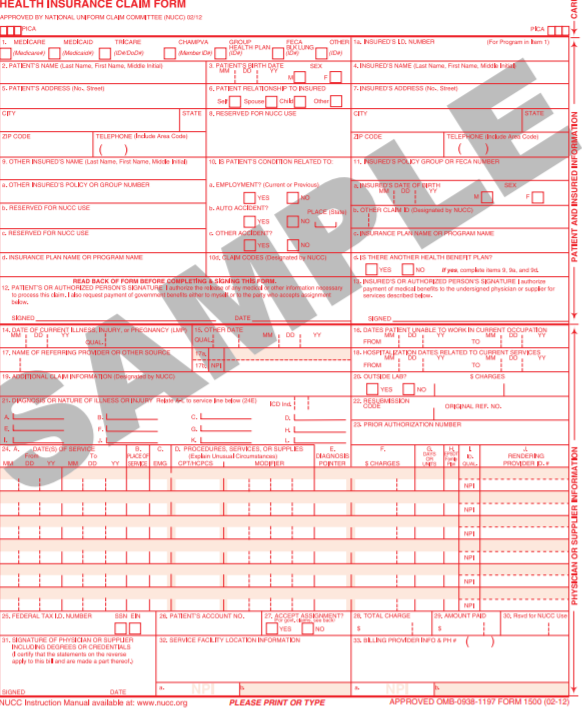 HEALTH INSURANCE CLAIM FORM
APPROVED BY NATIONAL UNIFORM CLAIM COMMITTEE (NUCC) 02/12
PICA PICA
CARR
1. MEDICARE MEDICAID TRICARE CHAMPVA GROUP HEALTH PLAN FECA BLK LUNG OTHER
(Medicare#) (Medicaid#) (ID#/DoD#) (Member ID#) (ID#) (ID#) (ID#)
1a. INSURED'S I.D. NUMBER (For Program in Item 1)
2. PATIENT'S NAME (Last Name, First Name, Middle Initial)
3. PATIENT'S BIRTH DATE SEX
MM DD YY M F
4. INSURED'S NAME (Last Name, First Name, Middle Initial)
5. PATIENT'S ADDRESS (No., Street)
6. PATIENT RELATIONSHIP TO INSURED
Self Spouse Child Other
7. INSURED'S ADDRESS (No., Street)
CITY STATE
8. RESERVED FOR NUCC USE
CITY STATE
ZIP CODE TELEPHONE (Include Area Code)
( )
ZIP CODE TELEPHONE (Include Area Code)
( )
9. OTHER INSURED'S NAME (Last Name, First Name, Middle Initial)
10. IS PATIENT'S CONDITION RELATED TO:
11. INSURED'S POLICY GROUP OR FECA NUMBER
a. OTHER INSURED'S POLICY OR GROUP NUMBER
a. EMPLOYMENT? (Current or Previous)
YES NO
a. INSURED'S DATE OF BIRTH SEX
MM DD YY M F
b. RESERVED FOR NUCC USE
b. AUTO ACCIDENT? PLACE (State)
YES NO
b. OTHER CLAIM ID (Designated by NUCC)
c. RESERVED FOR NUCC USE
c. OTHER ACCIDENT?
YES NO
c. INSURANCE PLAN NAME OR PROGRAM NAME
d. INSURANCE PLAN NAME OR PROGRAM NAME
10d. CLAIM CODES (Designated by NUCC)
d. IS THERE ANOTHER HEALTH BENEFIT PLAN?
YES NO If yes, complete items 9, 9a, and 9d.
READ BACK OF FORM BEFORE COMPLETING & SIGNING THIS FORM.
12. PATIENT'S OR AUTHORIZED PERSON'S SIGNATURE I authorize the release of any medical or other information necessary
to process this claim. I also request payment of government benefits either to myself or to the party who accepts assignment
below.
SIGNED DATE
13. INSURED'S OR AUTHORIZED PERSON'S SIGNATURE I authorize
payment of medical benefits to the undersigned physician or supplier for
services described below.
SIGNED
PATIENT AND INSURED INFORMATION
14. DATE OF CURRENT ILLNESS, INJURY, or PREGNANCY (LMP)
MM DD YY QUAL.
15. OTHER DATE
QUAL. MM DD YY
16. DATES PATIENT UNABLE TO WORK IN CURRENT OCCUPATION
MM DD YY MM DD YY
FROM TO
17. NAME OF REFERRING PROVIDER OR OTHER SOURCE
17a.
17b. NPI
18. HOSPITALIZATION DATES RELATED TO CURRENT SERVICES
MM DD YY MM DD YY
FROM TO
19. ADDITIONAL CLAIM INFORMATION (Designated by NUCC)
20. OUTSIDE LAB? $ CHARGES
YES NO
21. DIAGNOSIS OR NATURE OF ILLNESS OR INJURY Relate A-L to service line below (24E) ICD Ind.
A. B. C. D.
E. F. G. H.
I. J. K. L.
22. RESUBMISSION
CODE ORIGINAL REF. NO.
23. PRIOR AUTHORIZATION NUMBER
24. A. DATE(S) OF SERVICE B. C. D. PROCEDURES, SERVICES, OR SUPPLIES E. F. G. H. I. J.
From To PLACE OF (Explain Unusual Circumstances) DIAGNOSIS DAYS OR UNITS EPSDT Family Plan ID. RENDERING
MM DD YY MM DD YY SERVICE EMG CPT/HCPCS MODIFIER POINTER $ CHARGES QUAL. PROVIDER ID. #
NPI
NPI
NPI
NPI
NPI
NPI
25. FEDERAL TAX I.D. NUMBER SSN EIN
26. PATIENT'S ACCOUNT NO.
27. ACCEPT ASSIGNMENT?
(For govt. claims, see back)
YES NO
28. TOTAL CHARGE
$
29. AMOUNT PAID
$
30. Rsvd for NUCC Use
31. SIGNATURE OF PHYSICIAN OR SUPPLIER
INCLUDING DEGREES OR CREDENTIALS
(I certify that the statements on the reverse
apply to this bill and are made a part thereof.)
SIGNED DATE
32. SERVICE FACILITY LOCATION INFORMATION
a. NPI b.
33. BILLING PROVIDER INFO & PH # ( )
a. NPI b.
PHYSICIAN OR SUPPLIER INFORMATION
NUCC Instruction Manual available at: www.nucc.org PLEASE PRINT OR TYPE APPROVED OMB-0938-1197 FORM 1500 (02-12)
SAMPLE